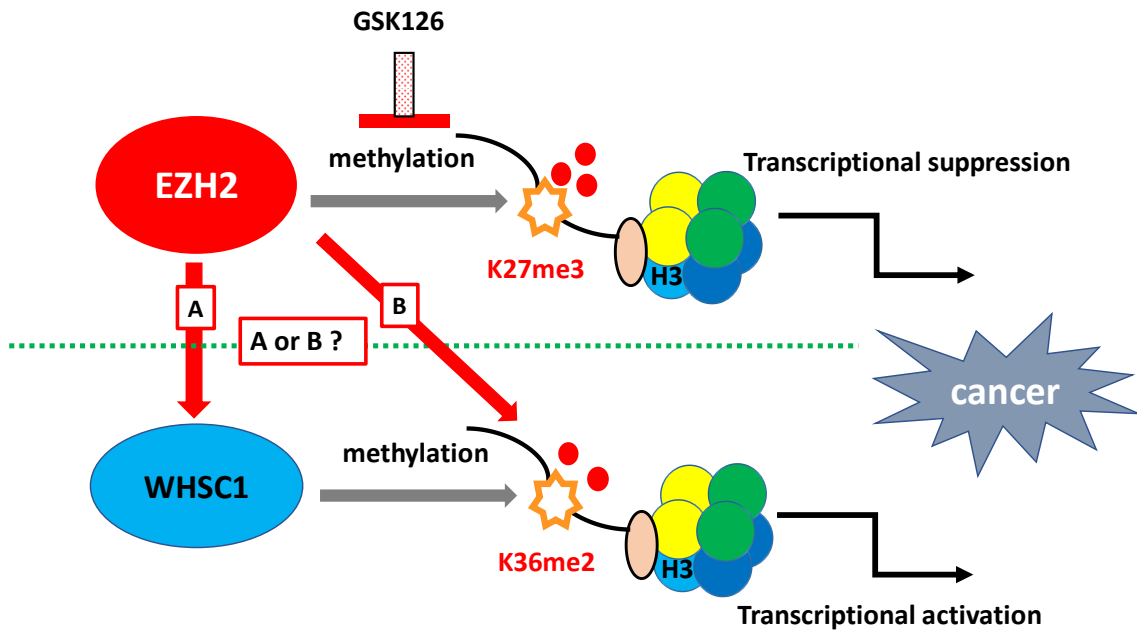 GSK126
EZH2
methylation
Transcriptional suppression
K27me3
H3
A
B
A or B ?
cancer
WHSC1
methylation
K36me2
H3
Transcriptional activation